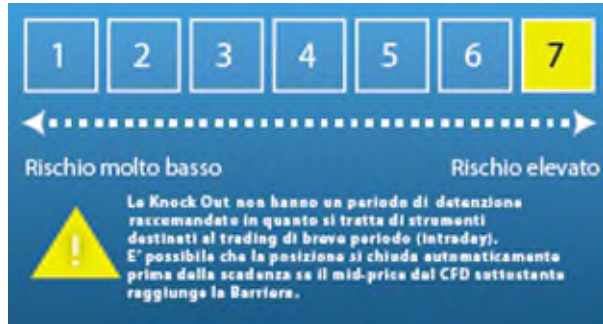 1 2 3 4 5 6 7
Rischio molto basso Rischio elevato
Le Knock Out non hanno un periodo di detenzione
raccomandato in quanto si tratta di strumenti
destinati al trading di breve periodo (intraday).
E' possibile che la posizione si chiuda automaticamente
prima della scadenza se il mid-price del CFD sottostante
raggiunge la Barriera.
!